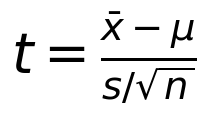 t = (x̄ − μ) / (s/√n)